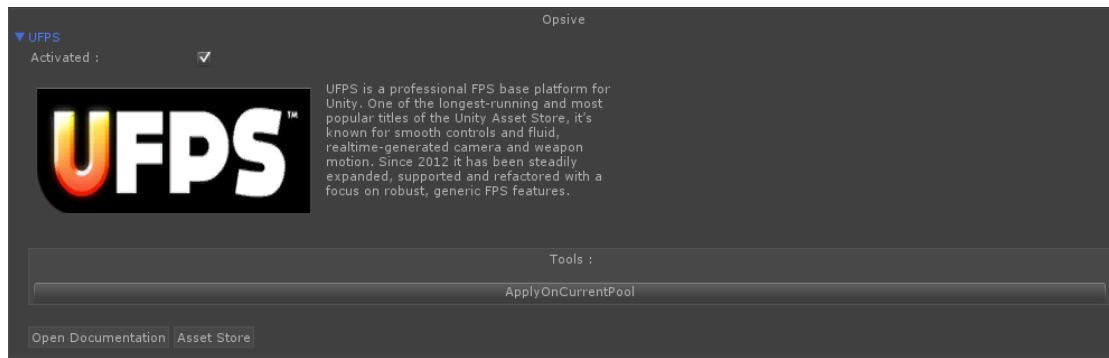 Opsive
UFPS
Activated :
UFPS™
UFPS is a professional FPS base platform for
Unity. One of the longest-running and most
popular titles of the Unity Asset Store, it's
known for smooth controls and fluid,
realtime-generated camera and weapon
motion. Since 2012 it has been steadily
expanded, supported and refactored with a
focus on robust, generic FPS features.
Tools :
ApplyOnCurrentPool
Open Documentation Asset Store